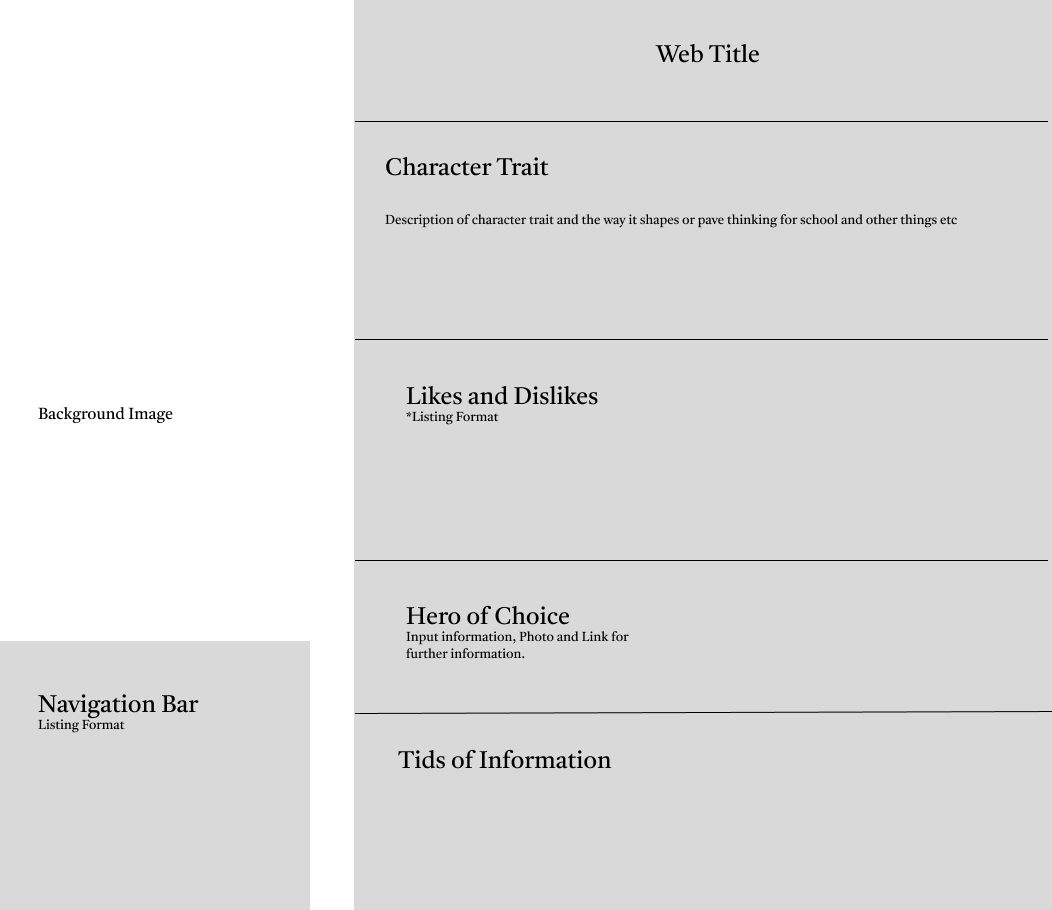 Web Title
Character Trait
Description of character trait and the way it shapes or pave thinking for school and other things etc
Likes and Dislikes
*Listing Format
Background Image
Hero of Choice
Input information, Photo and Link for
further information.
Navigation Bar
Listing Format
Tids of Information